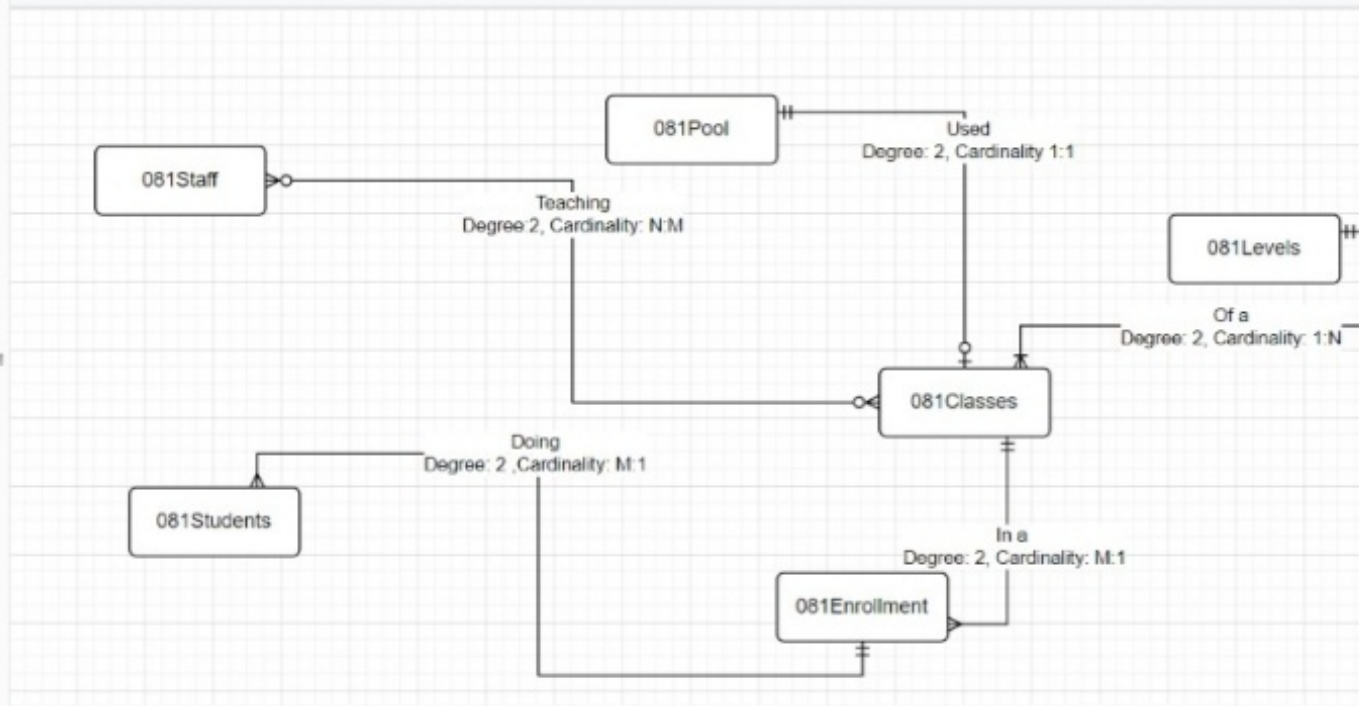 081Pool
Used
Degree: 2, Cardinality 1:1
081Staff
Teaching
Degree:2, Cardinality: N:M
081Levels
Of a
Degree: 2, Cardinality: 1:N
081Classes
Doing
Degree: 2 ,Cardinality: M:1
081Students
In a
Degree: 2, Cardinality: M:1
081Enrollment